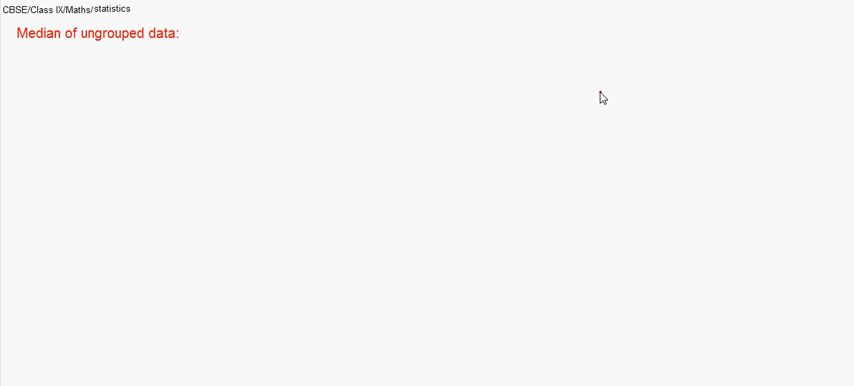 CBSE/Class IX/Maths/statistics
Median of ungrouped data: